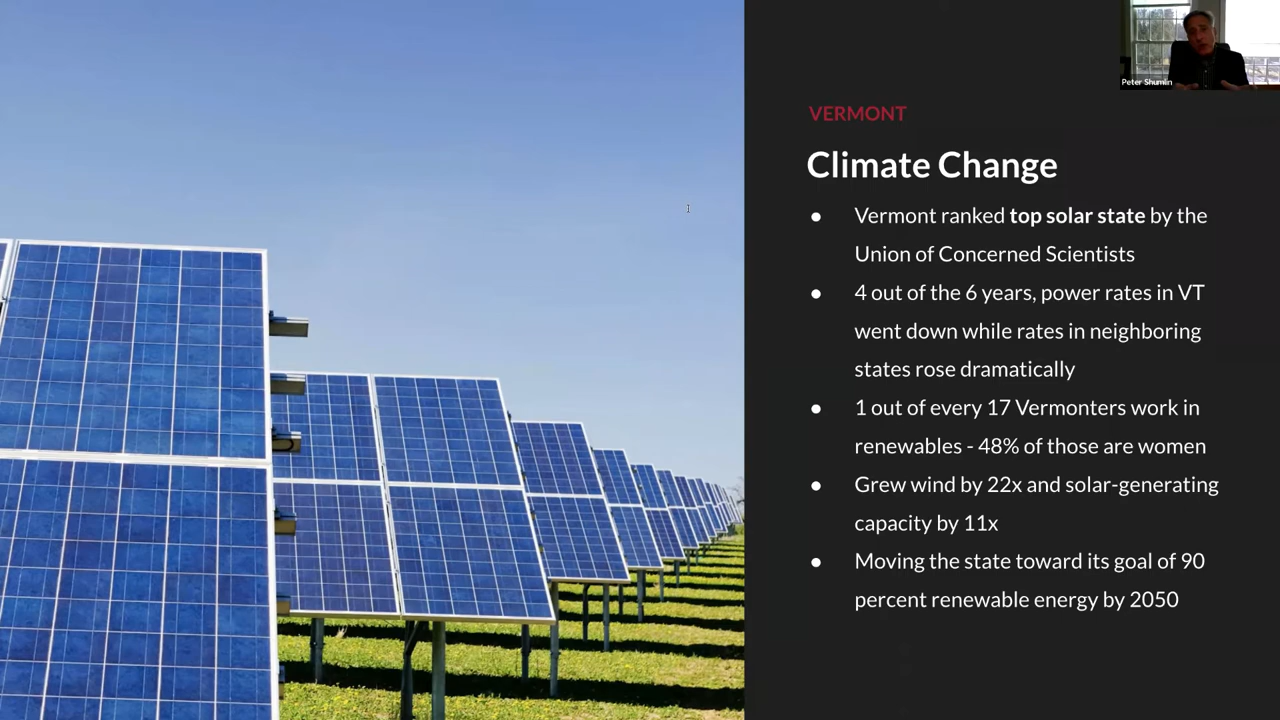 Peter Shumlin
VERMONT
Climate Change
● Vermont ranked top solar state by the
Union of Concerned Scientists
● 4 out of the 6 years, power rates in VT
went down while rates in neighboring
states rose dramatically
● 1 out of every 17 Vermonters work in
renewables - 48% of those are women
● Grew wind by 22x and solar-generating
capacity by 11x
● Moving the state toward its goal of 90
percent renewable energy by 2050